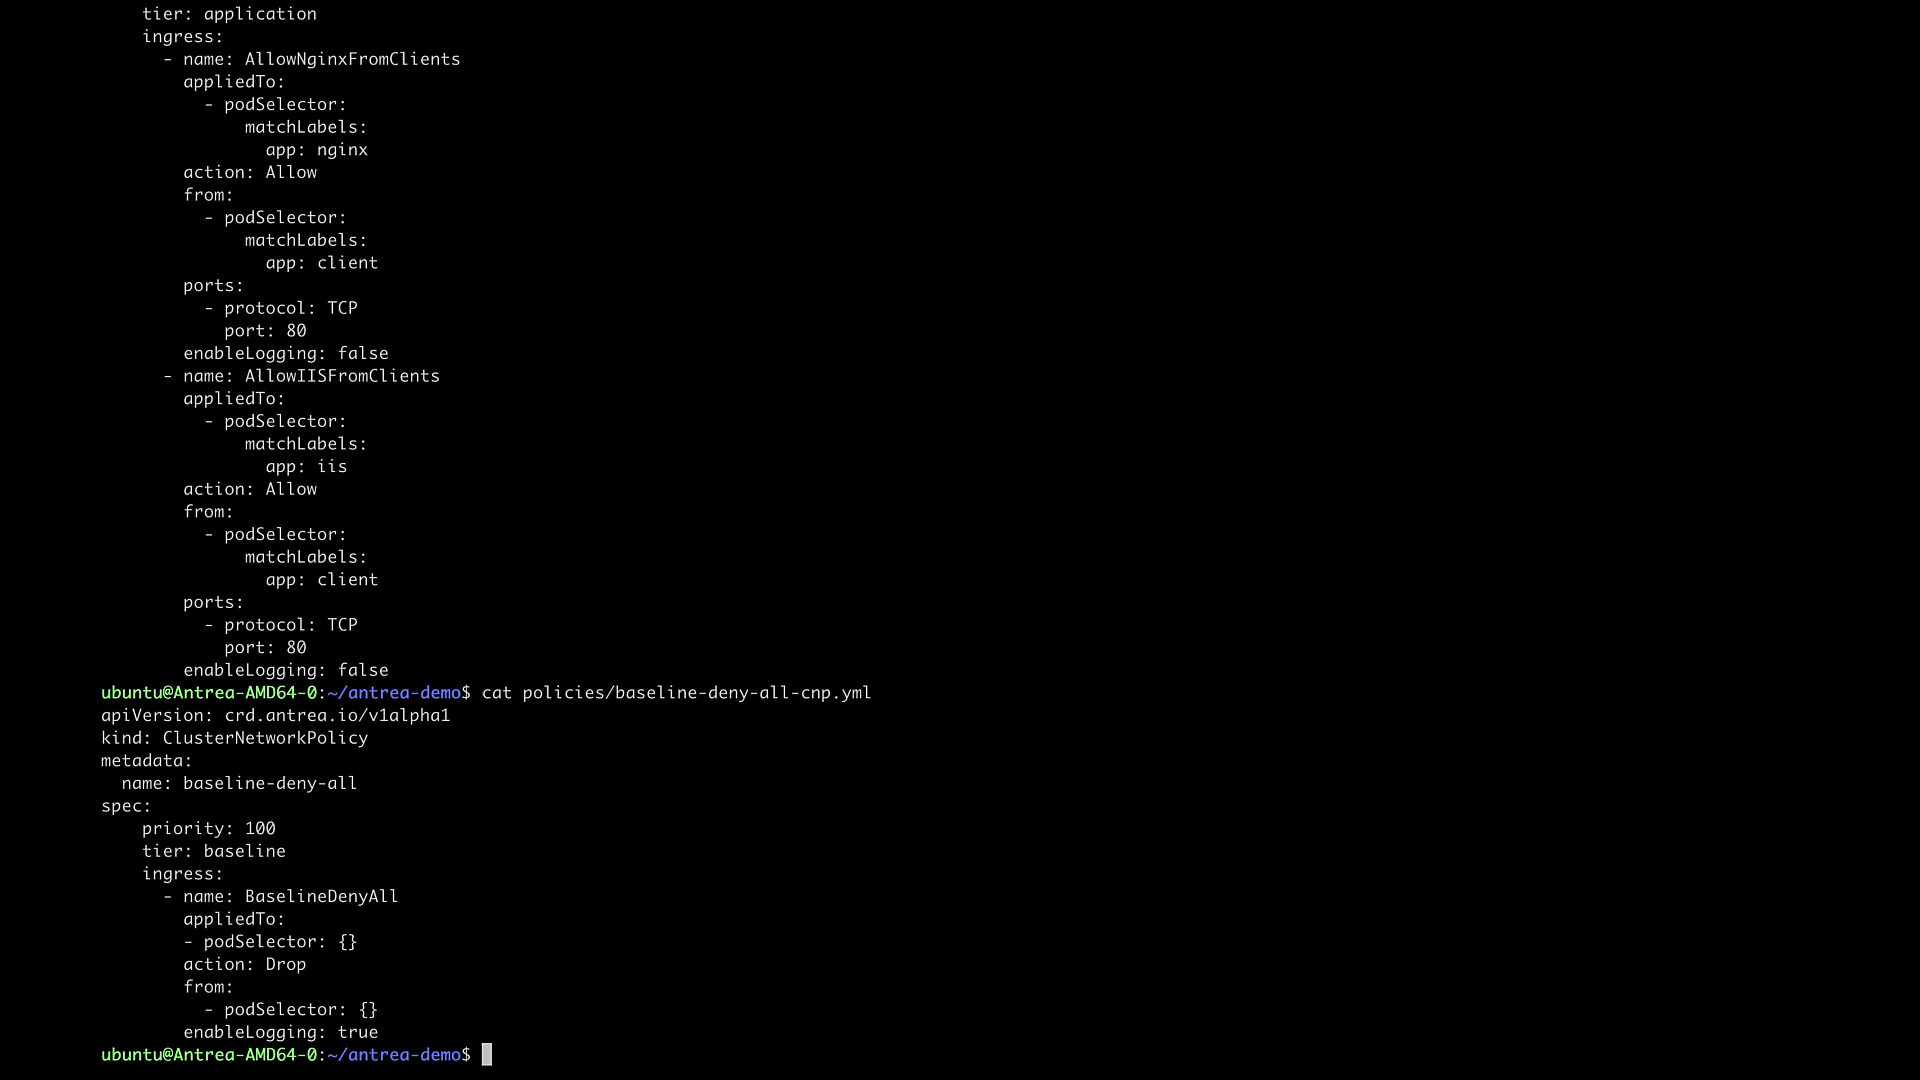 tier: application
ingress:
- name: AllowNginxFromClients
appliedTo:
- podSelector:
matchLabels:
app: nginx
action: Allow
from:
- podSelector:
matchLabels:
app: client
ports:
- protocol: TCP
port: 80
enableLogging: false
- name: AllowIISFromClients
appliedTo:
- podSelector:
matchLabels:
app: iis
action: Allow
from:
- podSelector:
matchLabels:
app: client
ports:
- protocol: TCP
port: 80
enableLogging: false
ubuntu@Antrea-AMD64-0:~/antrea-demo$ cat policies/baseline-deny-all-cnp.yml
apiVersion: crd.antrea.io/v1alpha1
kind: ClusterNetworkPolicy
metadata:
name: baseline-deny-all
spec:
priority: 100
tier: baseline
ingress:
- name: BaselineDenyAll
appliedTo:
- podSelector: {}
action: Drop
from:
- podSelector: {}
enableLogging: true
ubuntu@Antrea-AMD64-0:~/antrea-demo$